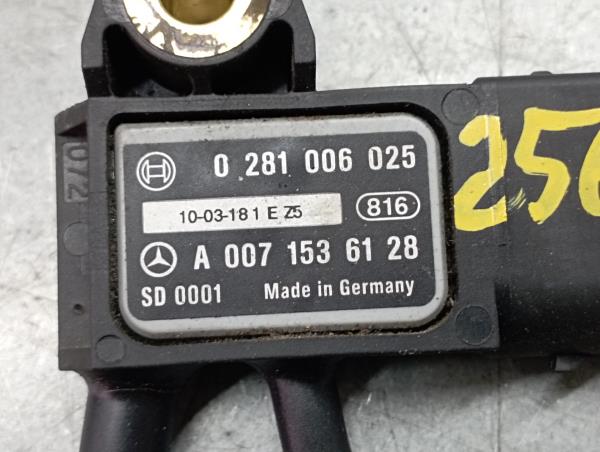 0 281 006 025
10-03-18 1 E Z5
816
A 007 153 61 28
SD 0001 Made in Germany
072